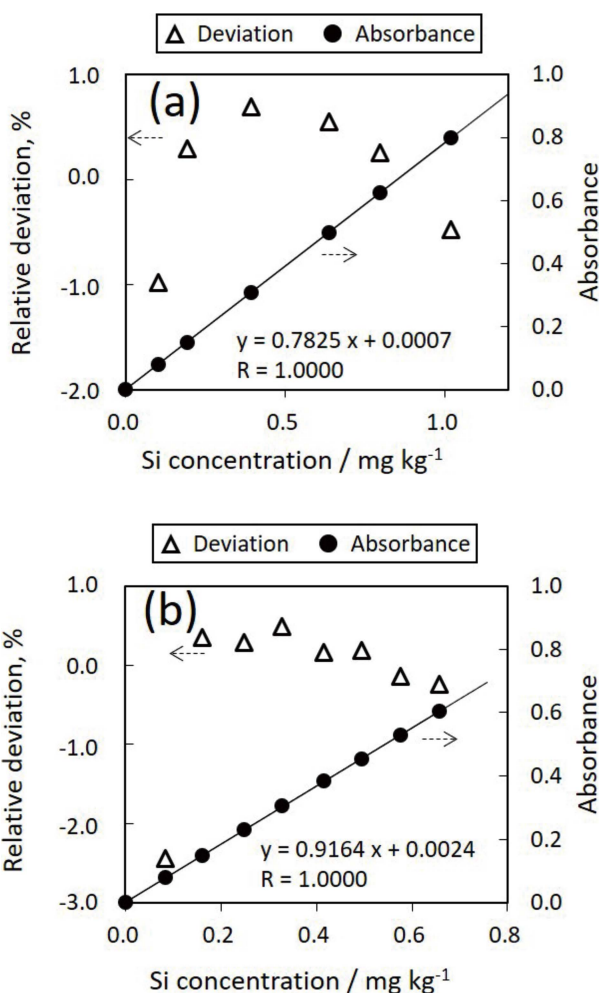 Deviation Absorbance
(a)
1.0
0.0
-1.0
-2.0
Relative deviation, %
1.0
0.8
0.6
0.4
0.2
0.0
Absorbance
y = 0.7825 x + 0.0007
R = 1.0000
0.0 0.5 1.0
Si concentration / mg kg-1
Deviation Absorbance
(b)
1.0
0.0
-1.0
-2.0
-3.0
Relative deviation, %
1.0
0.8
0.6
0.4
0.2
0.0
Absorbance
y = 0.9164 x + 0.0024
R = 1.0000
0.0 0.2 0.4 0.6 0.8
Si concentration / mg kg-1